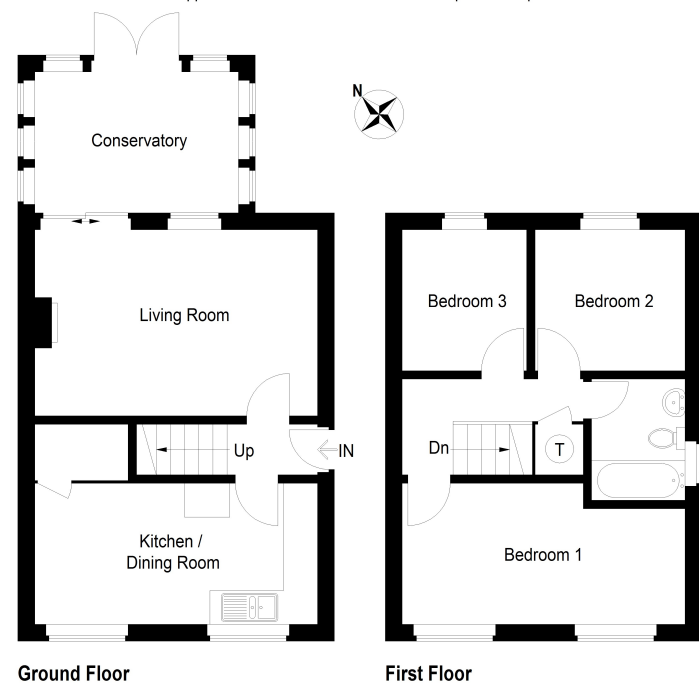 N
Conservatory
Living Room
Up
IN
Kitchen /
Dining Room
Ground Floor
Bedroom 3
Bedroom 2
Dn
T
Bedroom 1
First Floor